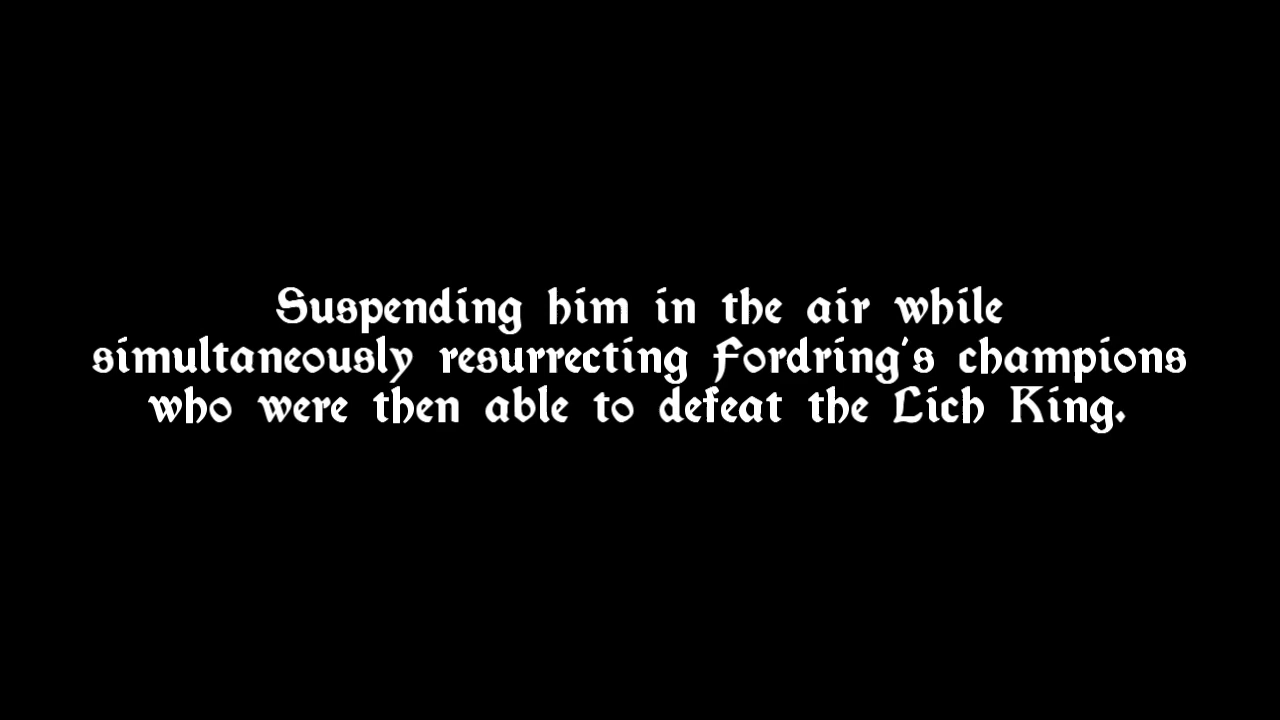 Suspending him in the air while
simultaneously resurrecting Fordring's champions
who were then able to defeat the Lich King.